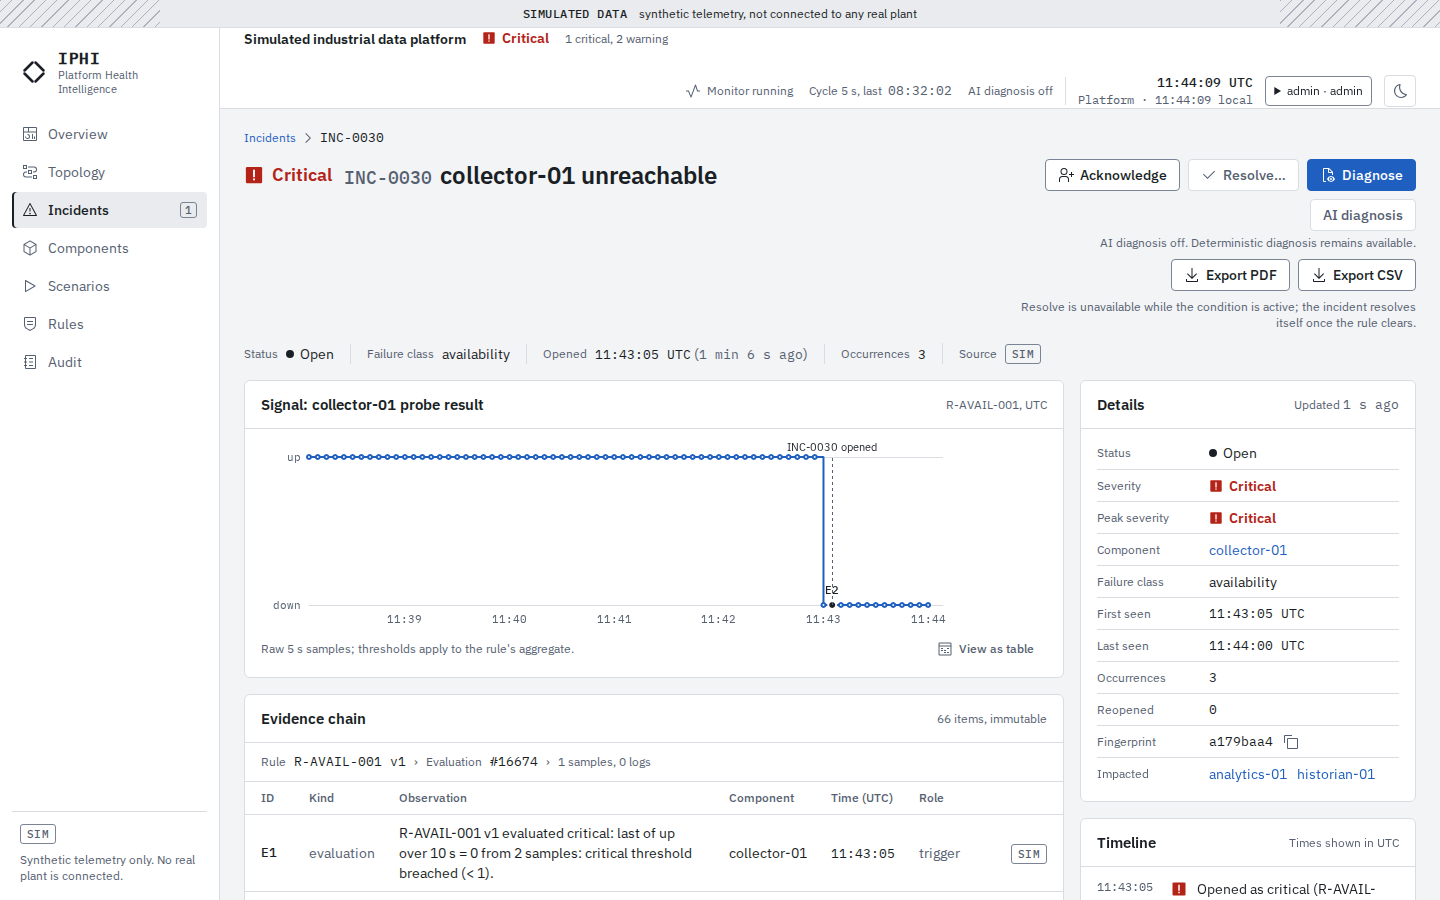 SIMULATED DATA synthetic telemetry, not connected to any real plant
IPHI
Platform Health
Intelligence
Overview
Topology
Incidents 1
Components
Scenarios
Rules
Audit
SIM
Synthetic telemetry only. No real
plant is connected.
Simulated industrial data platform Critical 1 critical, 2 warning
Monitor running Cycle 5 s, last 08:32:02 AI diagnosis off
11:44:09 UTC
Platform · 11:44:09 local
admin · admin
Incidents > INC-0030
Critical INC-0030 collector-01 unreachable
Acknowledge Resolve... Diagnose
AI diagnosis
AI diagnosis off. Deterministic diagnosis remains available.
Export PDF Export CSV
Resolve is unavailable while the condition is active; the incident resolves
itself once the rule clears.
Status Open Failure class availability Opened 11:43:05 UTC (1 min 6 s ago) Occurrences 3 Source SIM
Signal: collector-01 probe result R-AVAIL-001, UTC
INC-0030 opened
up
E2
down
11:39 11:40 11:41 11:42 11:43 11:44
Raw 5 s samples; thresholds apply to the rule's aggregate. View as table
Evidence chain 66 items, immutable
Rule R-AVAIL-001 v1 › Evaluation #16674 › 1 samples, 0 logs
ID Kind Observation Component Time (UTC) Role
E1 evaluation R-AVAIL-001 v1 evaluated critical: last of up
over 10 s = 0 from 2 samples: critical threshold
breached (< 1). collector-01 11:43:05 trigger SIM
Details Updated 1 s ago
Status Open
Severity Critical
Peak severity Critical
Component collector-01
Failure class availability
First seen 11:43:05 UTC
Last seen 11:44:00 UTC
Occurrences 3
Reopened 0
Fingerprint a179baa4
Impacted analytics-01 historian-01
Timeline Times shown in UTC
11:43:05 Opened as critical (R-AVAIL-